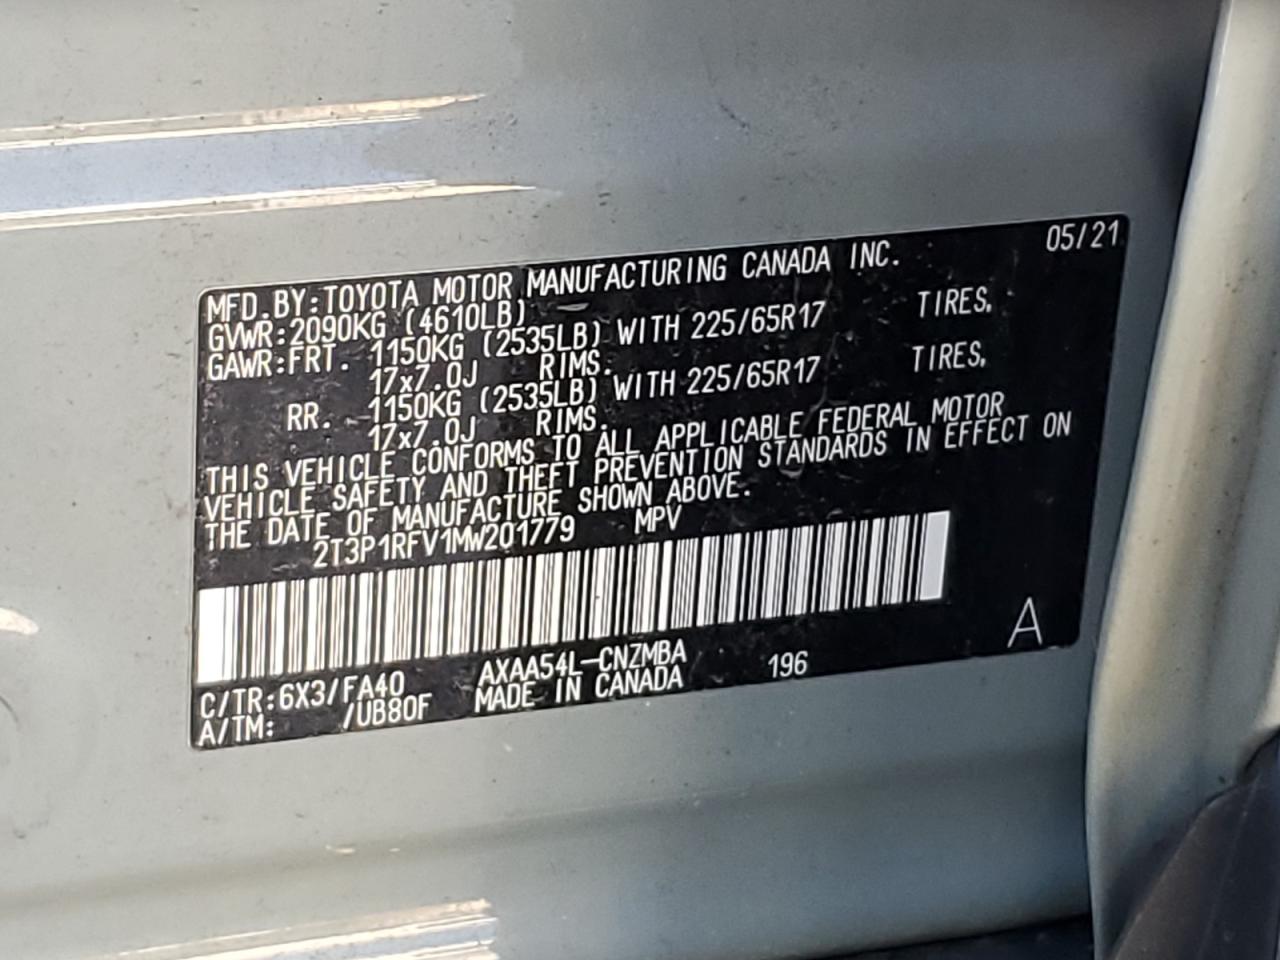 MFD.BY:TOYOTA MOTOR MANUFACTURING CANADA INC. 05/21
GVWR:2090KG (4610LB)
GAWR:FRT. 1150KG (2535LB) WITH 225/65R17 TIRES,
17x7.0J RIMS.
RR. 1150KG (2535LB) WITH 225/65R17 TIRES,
17x7.0J RIMS.
THIS VEHICLE CONFORMS TO ALL APPLICABLE FEDERAL MOTOR
VEHICLE SAFETY AND THEFT PREVENTION STANDARDS IN EFFECT ON
THE DATE OF MANUFACTURE SHOWN ABOVE.
2T3P1RFV1MW201779 MPV
A
C/TR:6X3/FA40 AXAA54L-CNZMBA 196
A/TM: /UB80F MADE IN CANADA